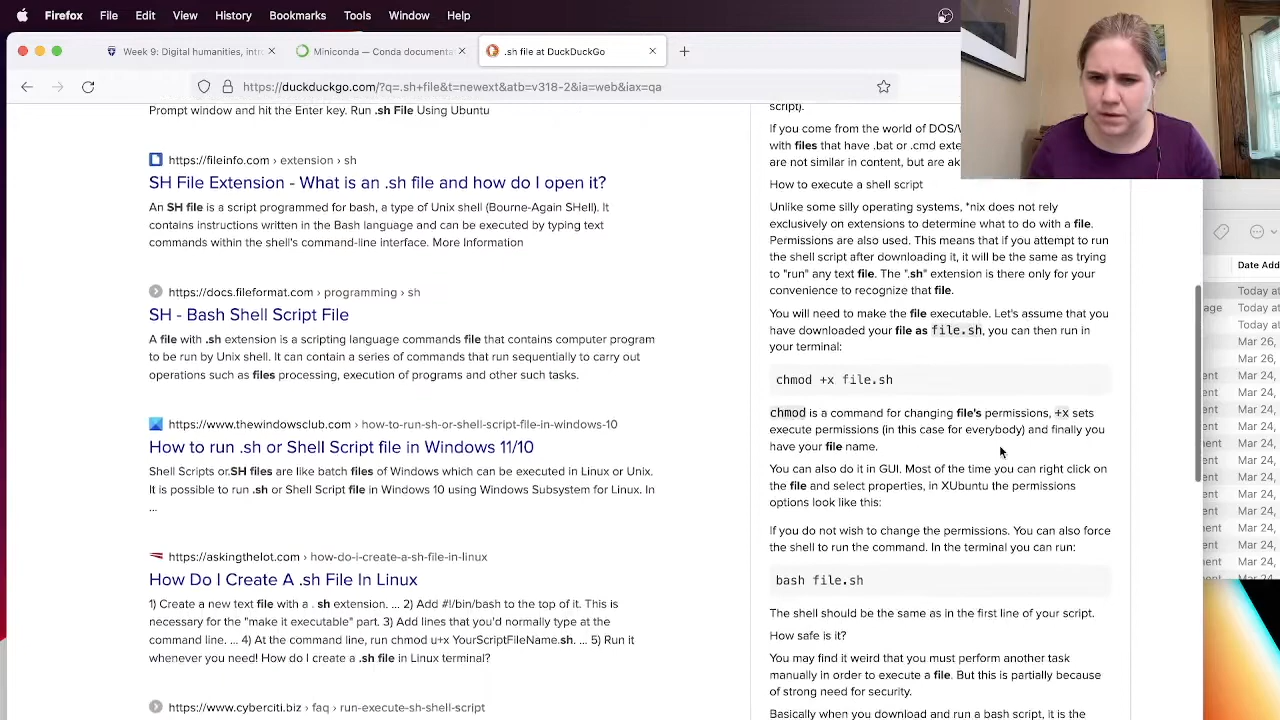 Firefox File Edit View History Bookmarks Tools Window Help
Week 9: Digital humanities, intr
Miniconda — Conda documenta
.sh file at DuckDuckGo
https://duckduckgo.com/?q=.sh+file&t=newext&atb=v318-2&ia=web&iax=qa
Prompt window and hit the Enter key. Run .sh File Using Ubuntu
https://fileinfo.com › extension › sh
SH File Extension - What is an .sh file and how do I open it?
An SH file is a script programmed for bash, a type of Unix shell (Bourne-Again SHell). It
contains instructions written in the Bash language and can be executed by typing text
commands within the shell's command-line interface. More Information
https://docs.fileformat.com › programming › sh
SH - Bash Shell Script File
A file with .sh extension is a scripting language commands file that contains computer program
to be run by Unix shell. It can contain a series of commands that run sequentially to carry out
operations such as files processing, execution of programs and other such tasks.
https://www.thewindowsclub.com › how-to-run-sh-or-shell-script-file-in-windows-10
How to run .sh or Shell Script file in Windows 11/10
Shell Scripts or.SH files are like batch files of Windows which can be executed in Linux or Unix.
It is possible to run .sh or Shell Script file in Windows 10 using Windows Subsystem for Linux. In
...
https://askingthelot.com › how-do-i-create-a-sh-file-in-linux
How Do I Create A .sh File In Linux
1) Create a new text file with a . sh extension. ... 2) Add #!/bin/bash to the top of it. This is
necessary for the "make it executable" part. 3) Add lines that you'd normally type at the
command line. ... 4) At the command line, run chmod u+x YourScriptFileName.sh. ... 5) Run it
whenever you need! How do I create a .sh file in Linux terminal?
https://www.cyberciti.biz › faq › run-execute-sh-shell-script
script).
If you come from the world of DOS/W
with files that have .bat or .cmd exte
are not similar in content, but are ak
How to execute a shell script
Unlike some silly operating systems, *nix does not rely
exclusively on extensions to determine what to do with a file.
Permissions are also used. This means that if you attempt to run
the shell script after downloading it, it will be the same as trying
to "run" any text file. The ".sh" extension is there only for your
convenience to recognize that file.
You will need to make the file executable. Let's assume that you
have downloaded your file as file.sh, you can then run in
your terminal:
chmod +x file.sh
chmod is a command for changing file's permissions, +x sets
execute permissions (in this case for everybody) and finally you
have your file name.
You can also do it in GUI. Most of the time you can right click on
the file and select properties, in XUbuntu the permissions
options look like this:
If you do not wish to change the permissions. You can also force
the shell to run the command. In the terminal you can run:
bash file.sh
The shell should be the same as in the first line of your script.
How safe is it?
You may find it weird that you must perform another task
manually in order to execute a file. But this is partially because
of strong need for security.
Basically when you download and run a bash script, it is the
Date Add
Today at
age Today at
Today at
Mar 26,
Mar 26,
ent Mar 24,
ent Mar 24,
ent Mar 24,
ent Mar 24,
ent Mar 24,
ent Mar 24,
ent Mar 24,
ent Mar 24,
ent Mar 24,
ent Mar 24,
ent Mar 24,
ent Mar 24,
ent Mar 24,